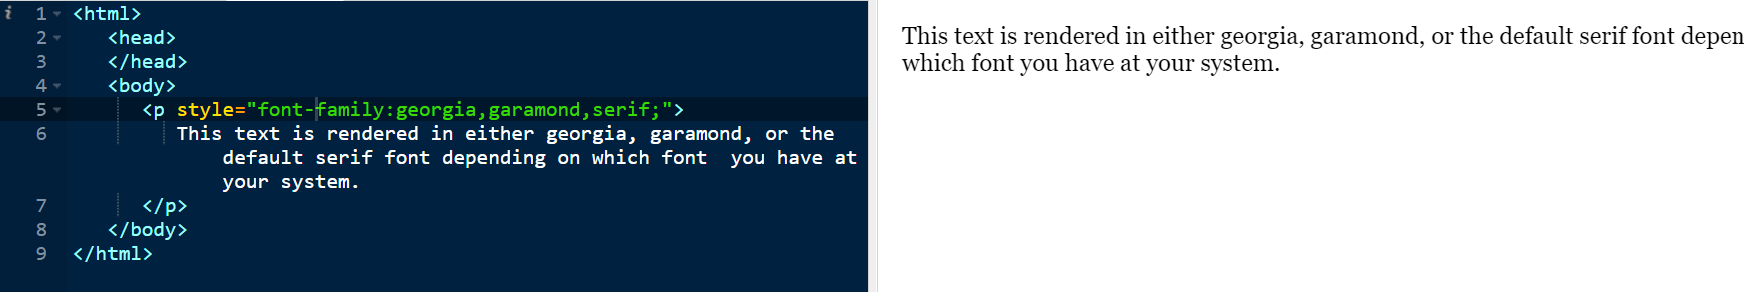 i 1 <html>
2 <head>
3 </head>
4 <body>
5 <p style="font-family:georgia,garamond,serif;">
6 This text is rendered in either georgia, garamond, or the
default serif font depending on which font  you have at
your system.
7 </p>
8 </body>
9 </html>
This text is rendered in either georgia, garamond, or the default serif font depen
which font you have at your system.